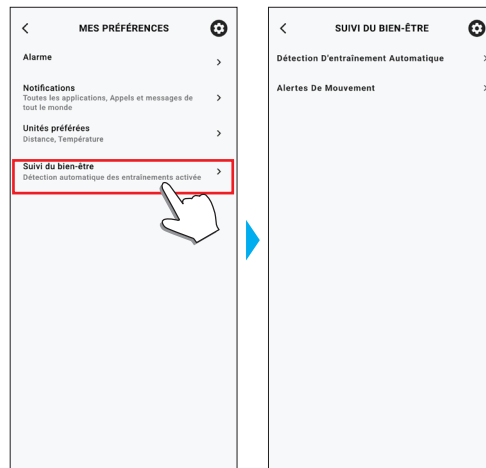 MES PRÉFÉRENCES
Alarme
Notifications
Toutes les applications, Appels et messages de
tout le monde
Unités préférées
Distance, Température
Suivi du bien-être
Détection automatique des entraînements activée
SUIVI DU BIEN-ÊTRE
Détection D'entraînement Automatique
Alertes De Mouvement